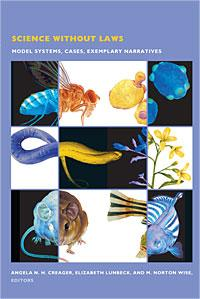 SCIENCE WITHOUT LAWS
MODEL SYSTEMS, CASES, EXEMPLARY NARRATIVES
ANGELA N. H. CREAGER, ELIZABETH LUNBECK, AND M. NORTON WISE,
EDITORS